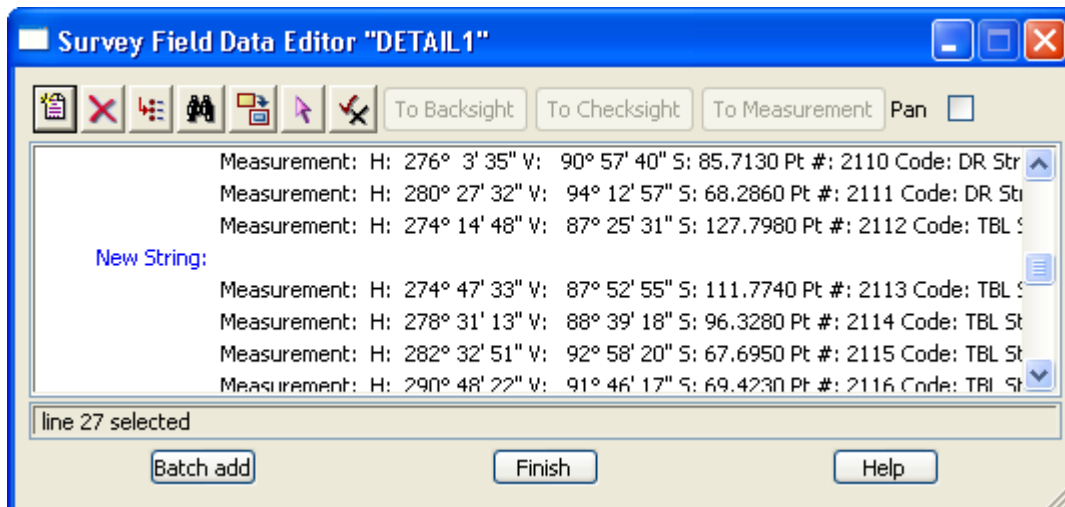 Survey Field Data Editor "DETAIL1"
To Backsight To Checksight To Measurement Pan
Measurement: H: 276° 3' 35" V: 90° 57' 40" S: 85.7130 Pt #: 2110 Code: DR Str
Measurement: H: 280° 27' 32" V: 94° 12' 57" S: 68.2860 Pt #: 2111 Code: DR Stri
Measurement: H: 274° 14' 48" V: 87° 25' 31" S: 127.7980 Pt #: 2112 Code: TBL S
New String:
Measurement: H: 274° 47' 33" V: 87° 52' 55" S: 111.7740 Pt #: 2113 Code: TBL S
Measurement: H: 278° 31' 13" V: 88° 39' 18" S: 96.3280 Pt #: 2114 Code: TBL St
Measurement: H: 282° 32' 51" V: 92° 58' 20" S: 67.6950 Pt #: 2115 Code: TBL St
Measurement: H: 290° 48' 22" V: 91° 46' 17" S: 69.4230 Pt #: 2116 Code: TBL St
line 27 selected
Batch add Finish Help